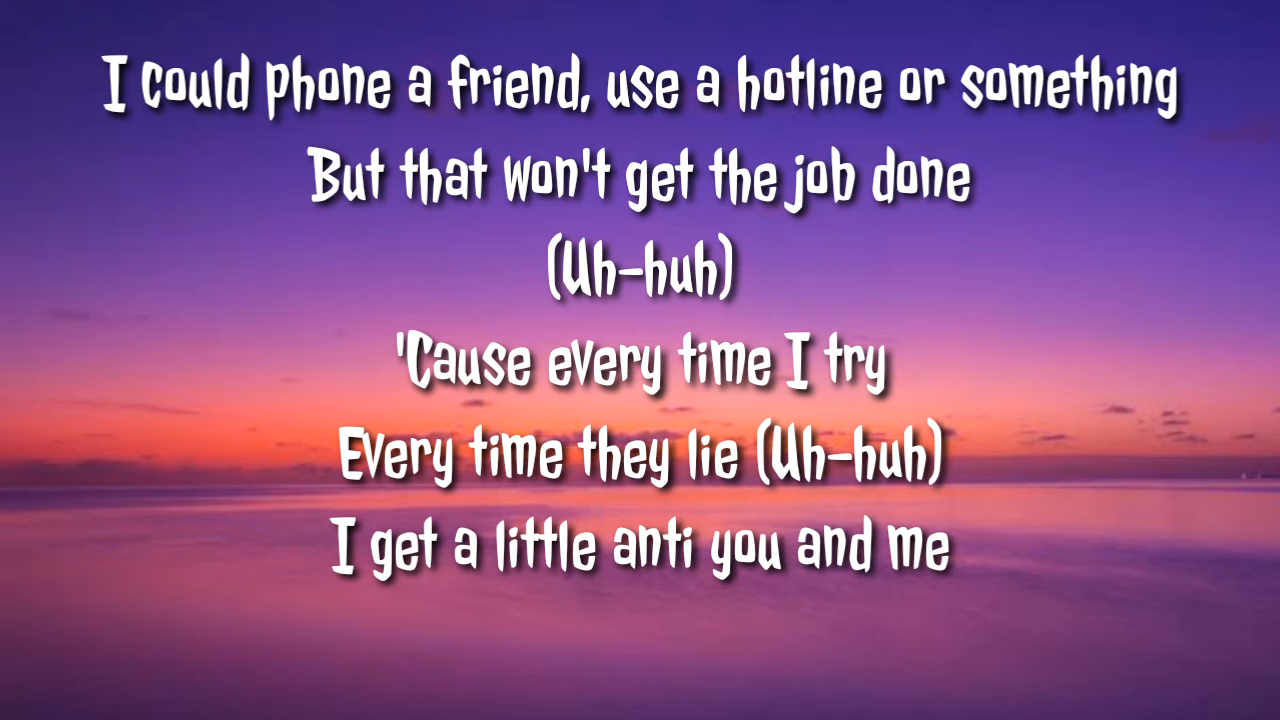 I could phone a friend, use a hotline or something
But that won't get the job done
(Uh-huh)
'Cause every time I try
Every time they lie (Uh-huh)
I get a little anti you and me